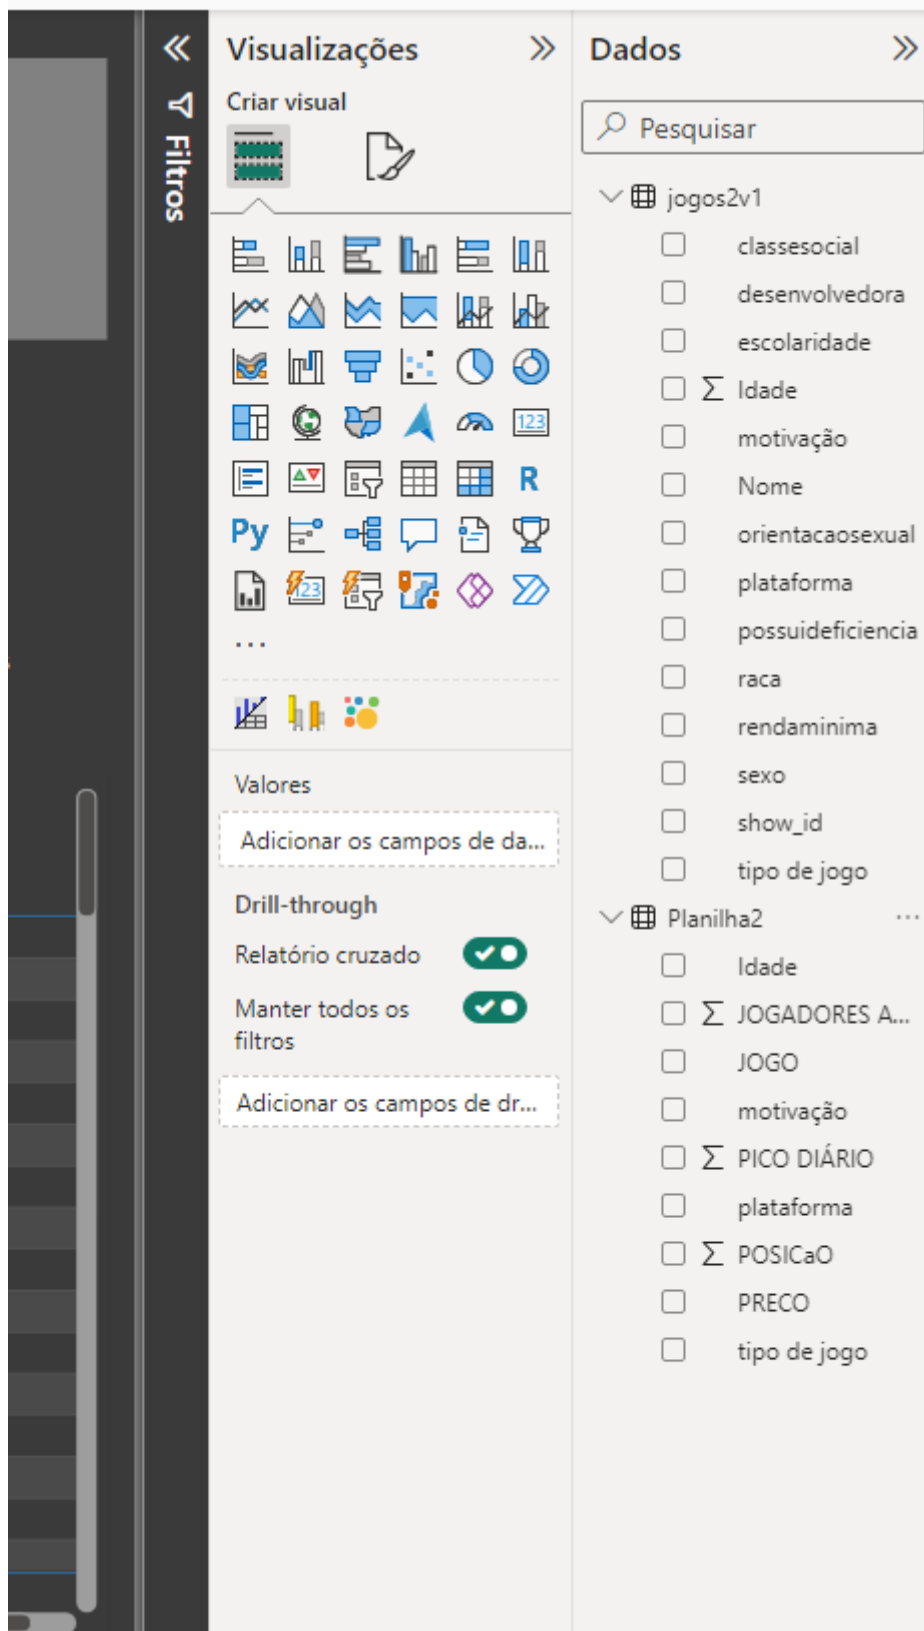 Filtros
Visualizações
Criar visual
123
R
Py
123
...
Valores
Adicionar os campos de da...
Drill-through
Relatório cruzado
Manter todos os
filtros
Adicionar os campos de dr...
Dados
Pesquisar
jogos2v1
classesocial
desenvolvedora
escolaridade
Σ Idade
motivação
Nome
orientacaosexual
plataforma
possuideficiencia
raca
rendaminima
sexo
show_id
tipo de jogo
Planilha2 ...
Idade
Σ JOGADORES A...
JOGO
motivação
Σ PICO DIÁRIO
plataforma
Σ POSICaO
PRECO
tipo de jogo